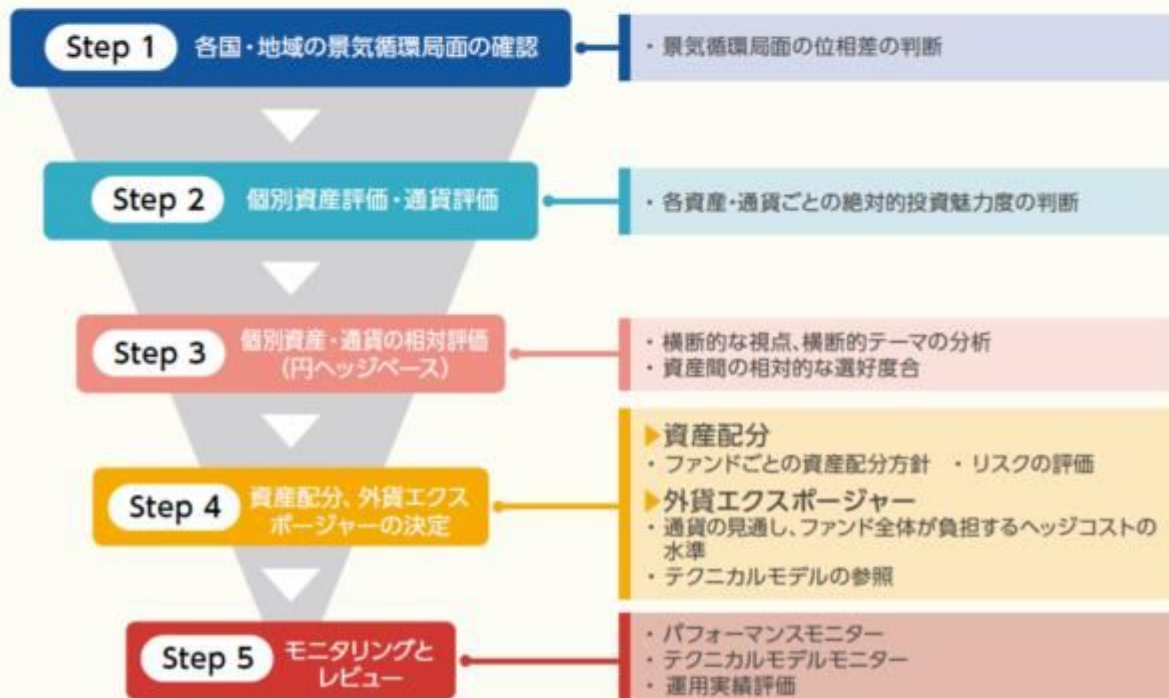 Step 1 各国・地域の景気循環局面の確認
・景気循環局面の位相差の判断
Step 2 個別資産評価・通貨評価
・各資産・通貨ごとの絶対的投資魅力度の判断
Step 3 個別資産・通貨の相対評価
(円ヘッジベース)
・横断的な視点、横断的テーマの分析
・資産間の相対的な選好度合
Step 4 資産配分、外貨エクス
ポージャーの決定
▶資産配分
・ファンドごとの資産配分方針 ・リスクの評価
▶外貨エクスポージャー
・通貨の見通し、ファンド全体が負担するヘッジコストの
水準
・テクニカルモデルの参照
Step 5 モニタリングと
レビュー
・パフォーマンスモニター
・テクニカルモデルモニター
・運用実績評価